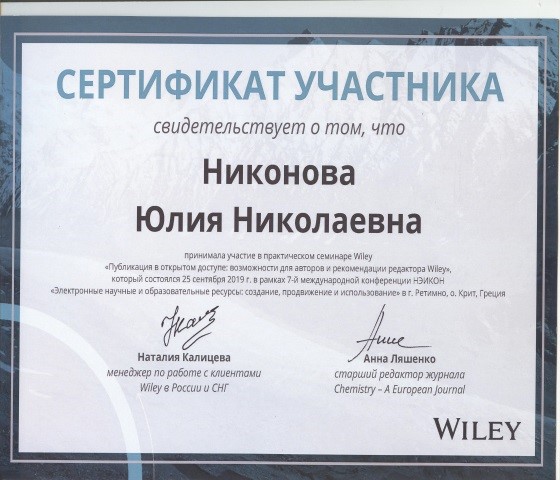 СЕРТИФИКАТ УЧАСТНИКА
свидетельствует о том, что
Никонова
Юлия Николаевна
принимала участие в практическом семинаре Wiley
«Публикация в открытом доступе: возможности для авторов и рекомендации редактора Wiley»,
который состоялся 25 сентября 2019 г. в рамках 7-й международной конференции НЭИКОН
«Электронные научные и образовательные ресурсы: создание, продвижение и использование» в г. Ретимно, о. Крит, Греция
Наталия Калицева
менеджер по работе с клиентами
Wiley в России и СНГ
Анна Ляшенко
старший редактор журнала
Chemistry – A European Journal
WILEY